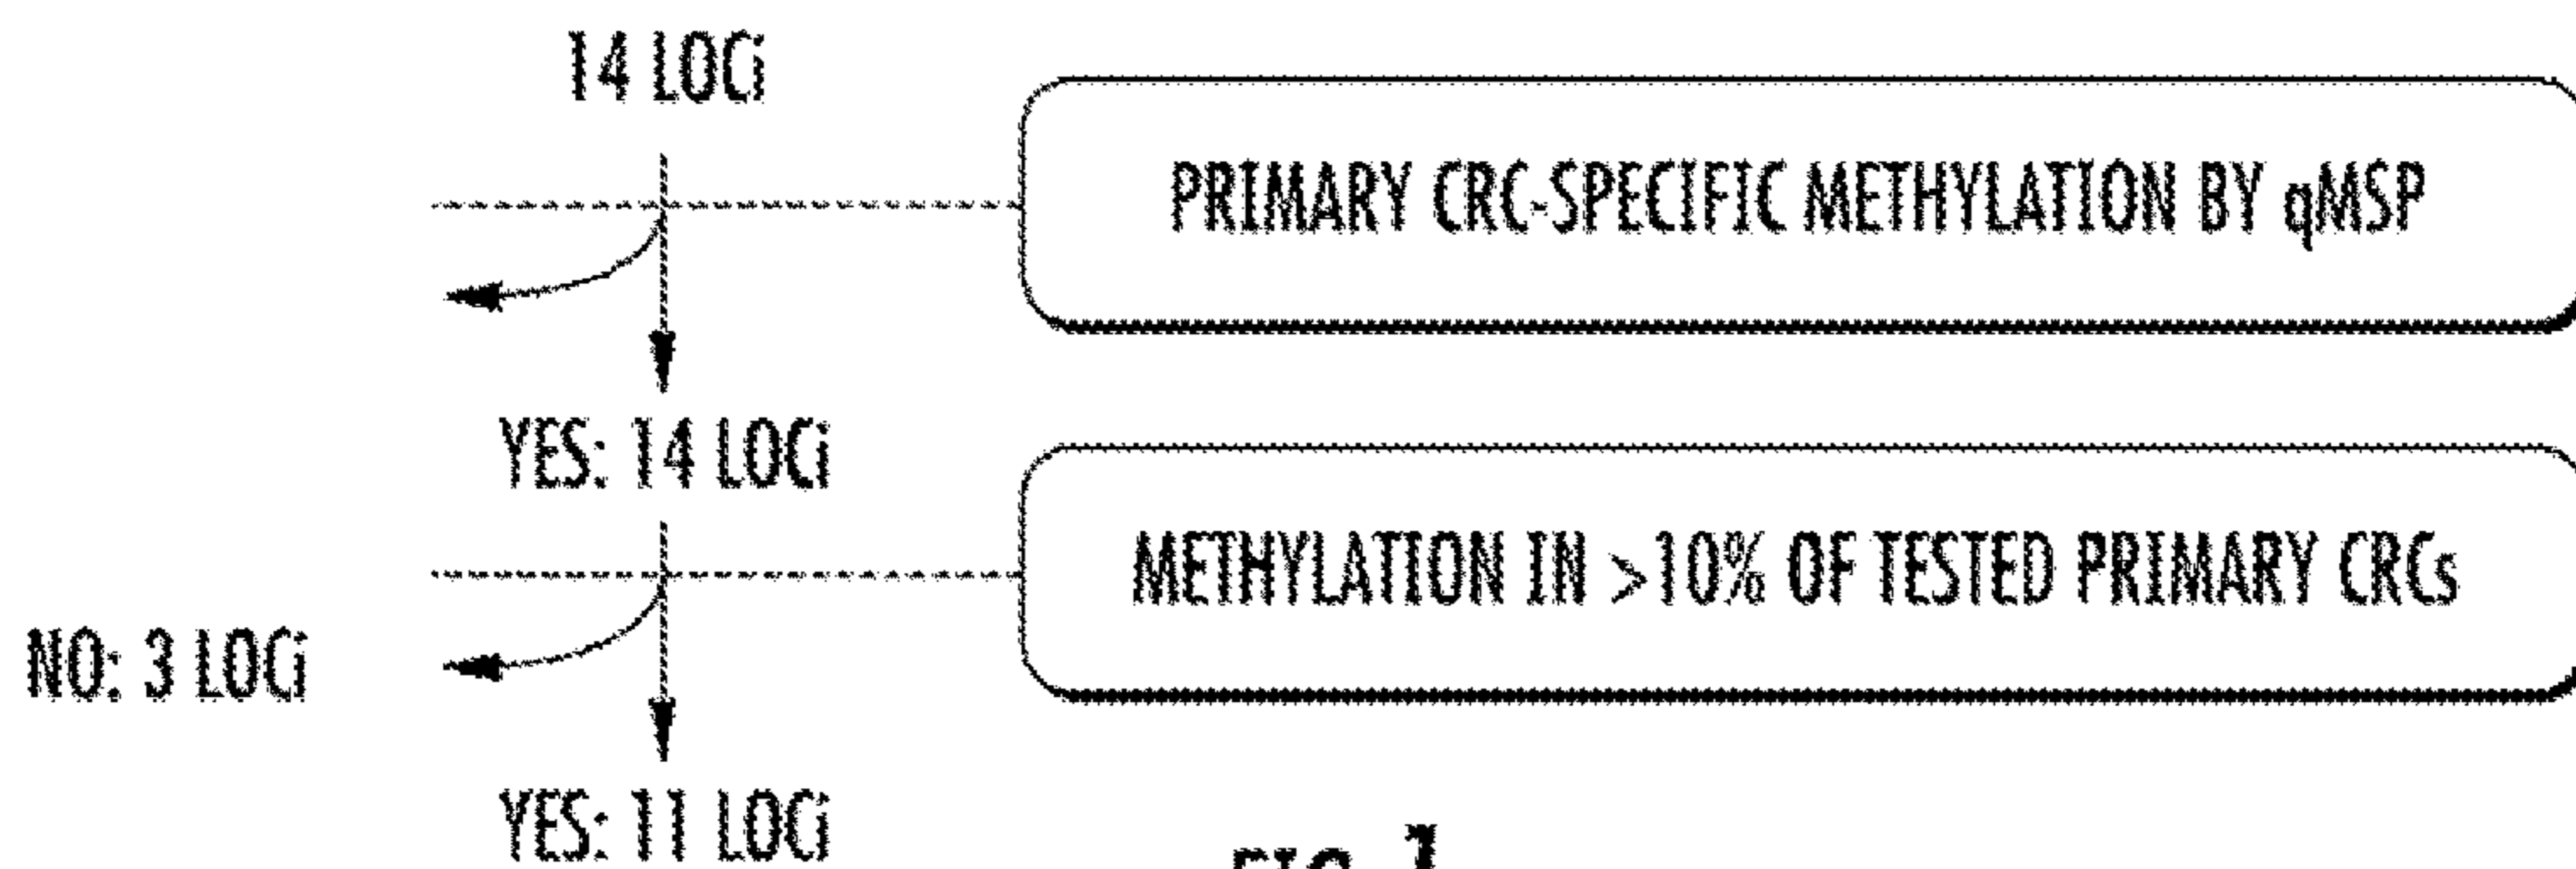 14 LOCi
PRIMARY CRC-SPECIFIC METHYLATION BY qMSP
YES: 14 LOCi
METHYLATION IN >10% OF TESTED PRIMARY CRCs
NO: 3 LOCi
YES: 11 LOCi